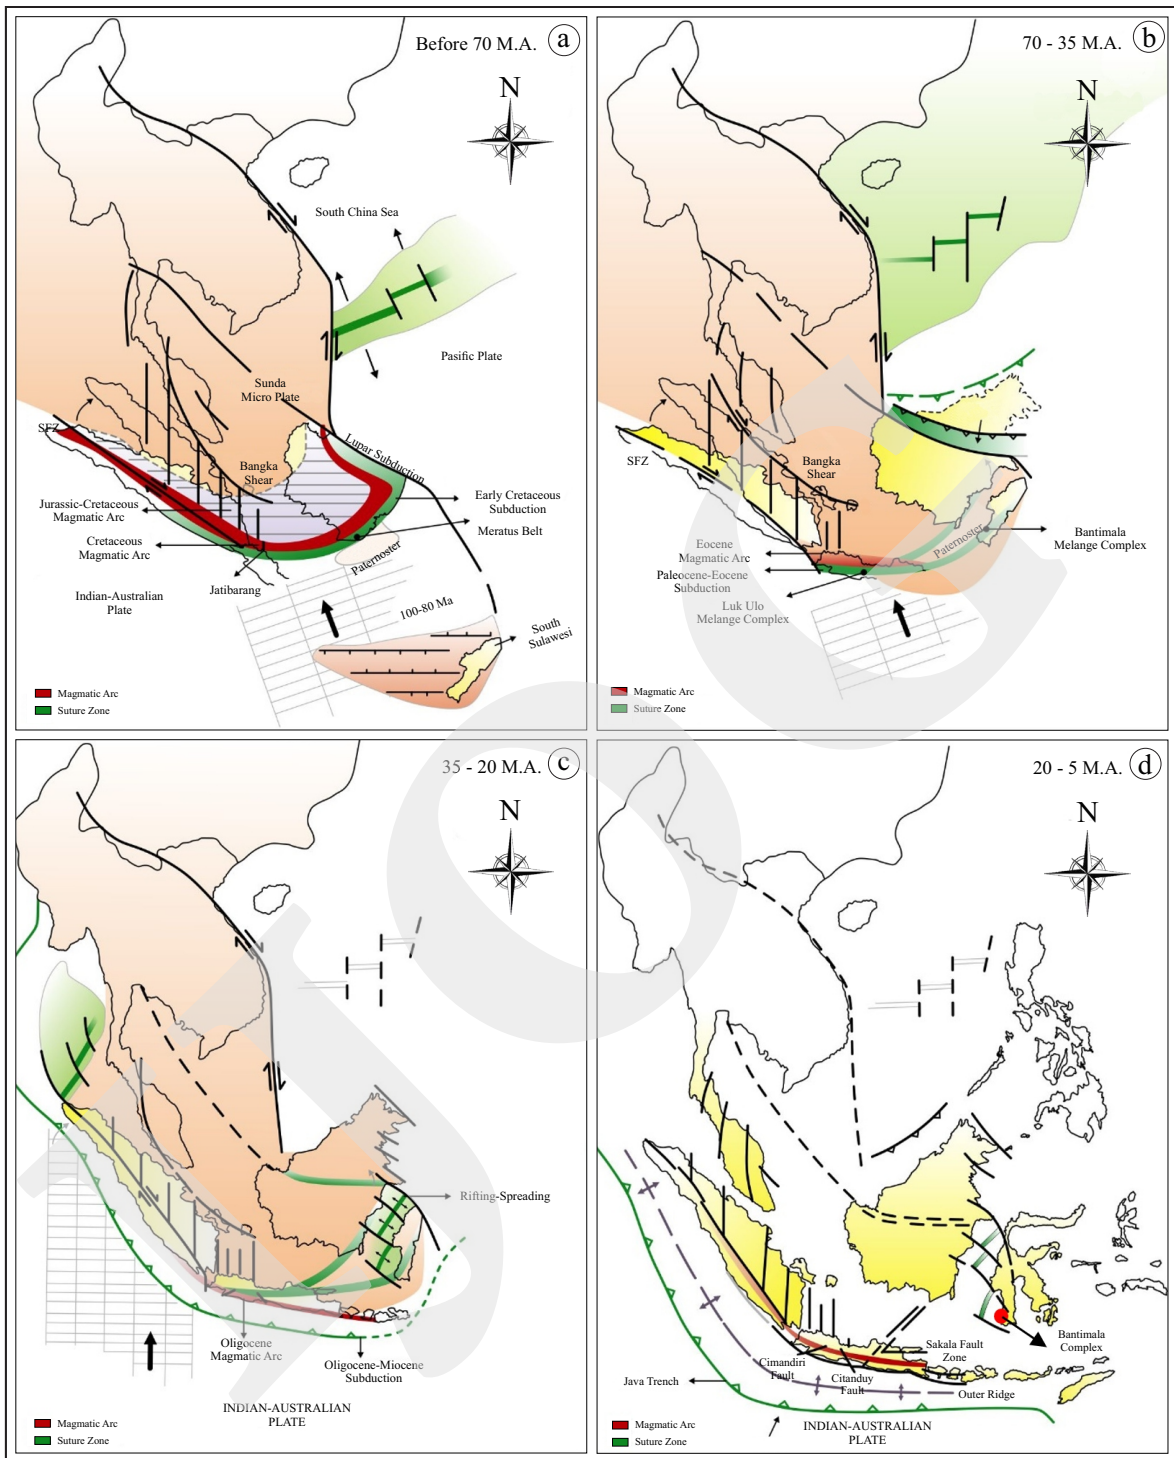 Before 70 M.A.
a
N
South China Sea
Pasific Plate
Sunda
Micro Plate
SFZ
Lupar Subduction
Bangka
Shear
Jurassic-Cretaceous
Magmatic Arc
Early Cretaceous
Subduction
Meratus Belt
Cretaceous
Magmatic Arc
Paternoster
Jatibarang
Indian-Australian
Plate
100-80 Ma
South
Sulawesi
Magmatic Arc
Suture Zone
70 - 35 M.A.
b
N
SFZ
Bangka
Shear
Paternoster
Bantimala
Melange Complex
Eocene
Magmatic Arc
Paleocene-Eocene
Subduction
Luk Ulo
Melange Complex
Magmatic Arc
Suture Zone
35 - 20 M.A.
c
N
Rifting-Spreading
Oligocene
Magmatic Arc
Oligocene-Miocene
Subduction
INDIAN-AUSTRALIAN
PLATE
Magmatic Arc
Suture Zone
20 - 5 M.A.
d
N
Bantimala
Complex
Sakala Fault
Zone
Cimandiri
Fault
Citanduy
Fault
Java Trench
Outer Ridge
INDIAN-AUSTRALIAN
PLATE
Magmatic Arc
Suture Zone